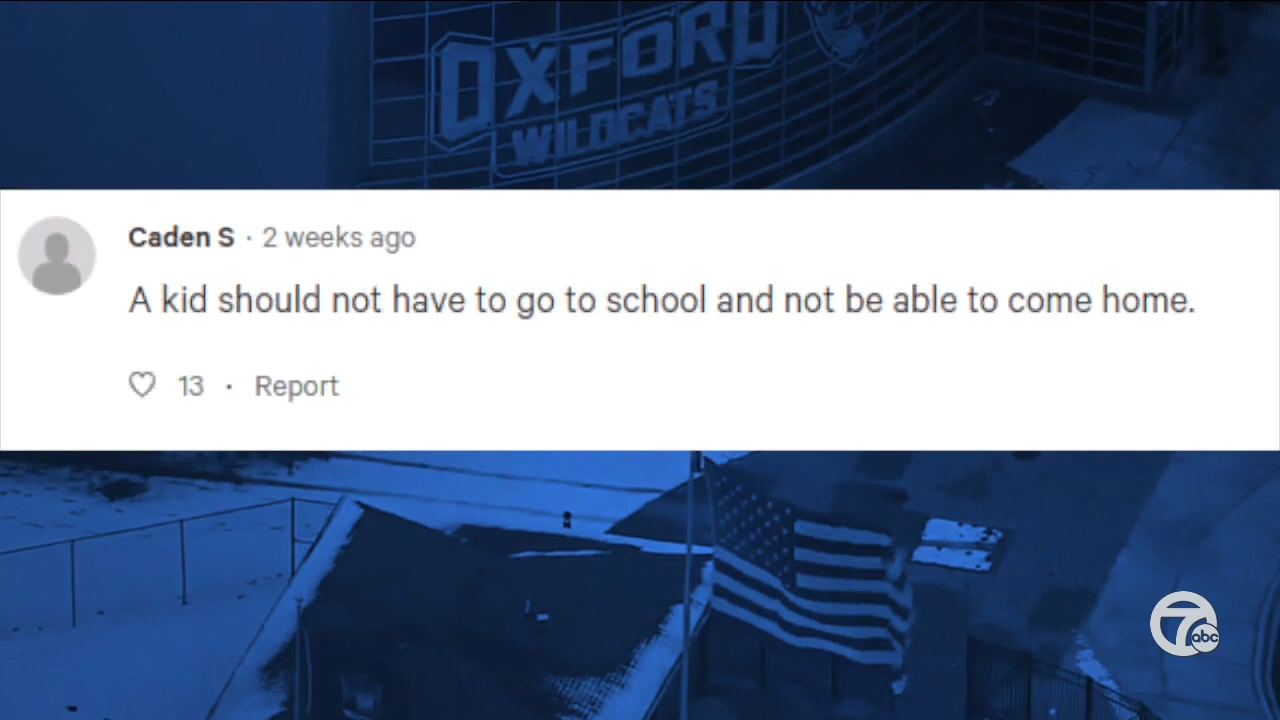 OXFORD
WILDCATS
Caden S · 2 weeks ago
A kid should not have to go to school and not be able to come home.
13 · Report
7
abc